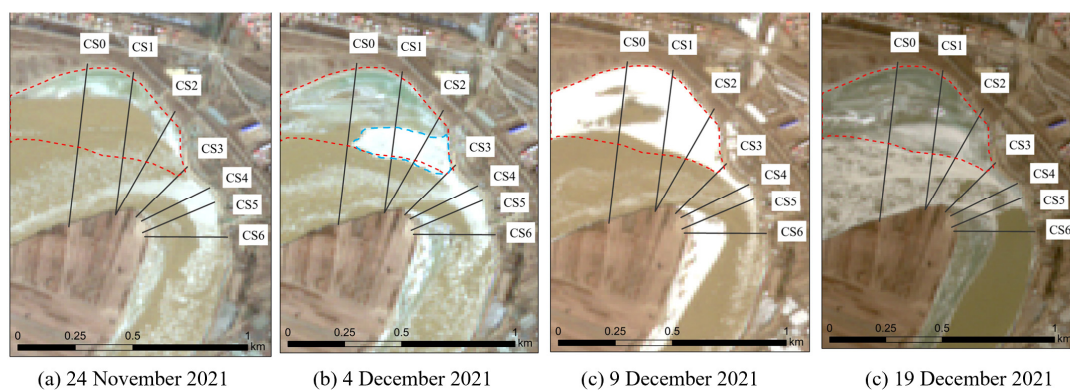 CS0
CS1
CS2
CS3
CS4
CS5
CS6
0 0.25 0.5 1
km
CS0
CS1
CS2
CS3
CS4
CS5
CS6
0 0.25 0.5 1
km
CS0
CS1
CS2
CS3
CS4
CS5
CS6
0 0.25 0.5 1
km
CS0
CS1
CS2
CS3
CS4
CS5
CS6
0 0.25 0.5 1
km
(a) 24 November 2021
(b) 4 December 2021
(c) 9 December 2021
(c) 19 December 2021